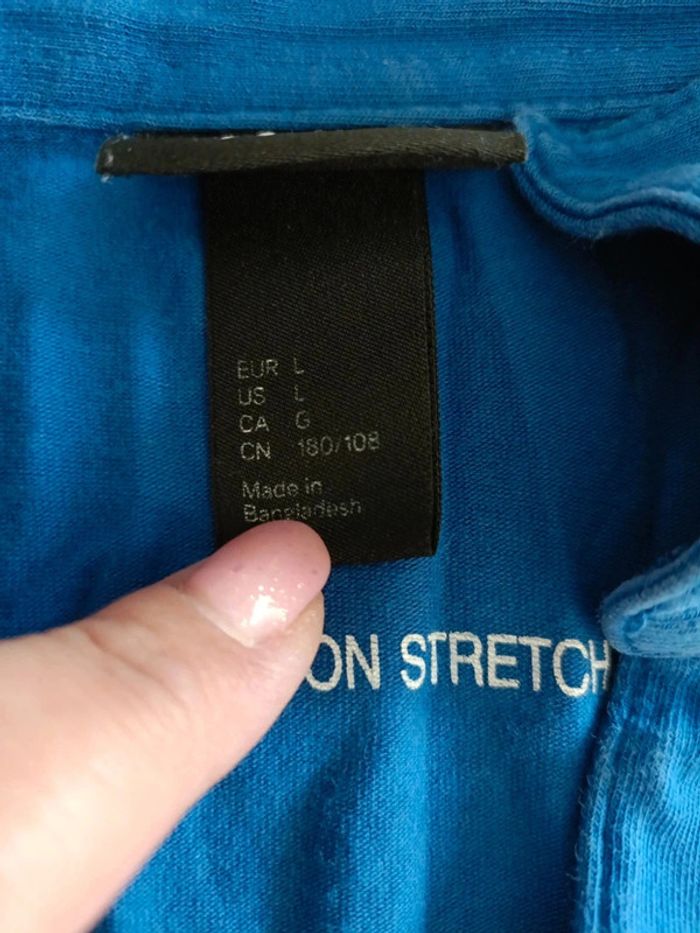 EUR L
US L
CA G
CN 180/108
Made in
Bangladesh
ON STRETCH